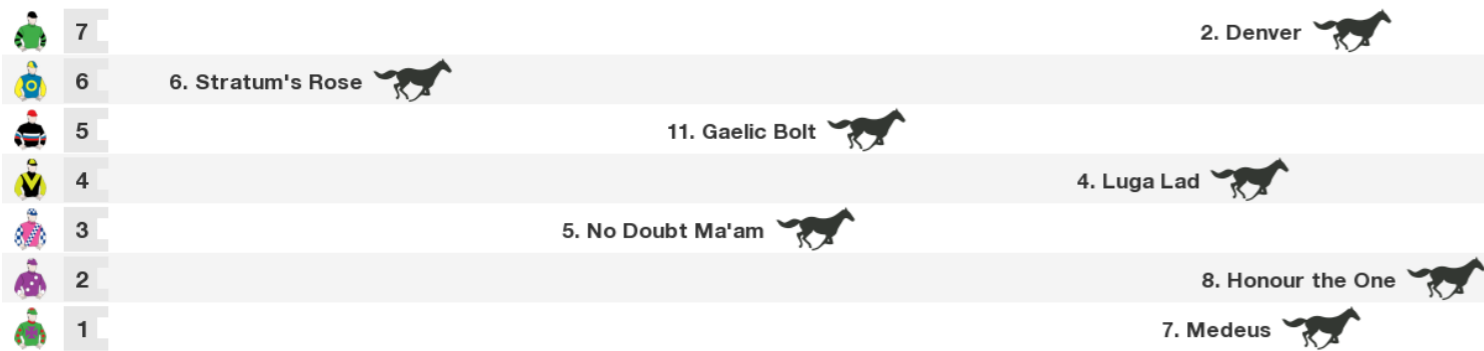 7 2. Denver
6 6. Stratum's Rose
5 11. Gaelic Bolt
4 4. Luga Lad
3 5. No Doubt Ma'am
2 8. Honour the One
1 7. Medeus